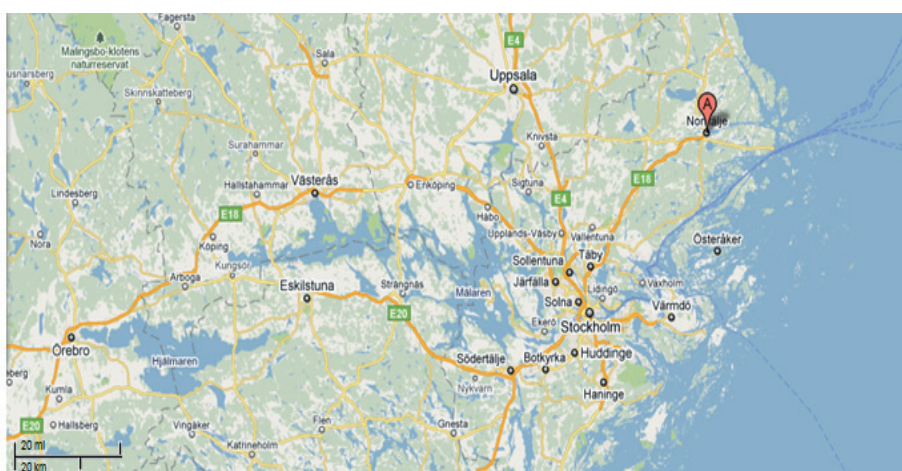 Fagersta
E4
Malingsbo-klotens
naturreservat
Sala
Uppsala
Skinnskatteberg
A
Norrtälje
Knivsta
Surahammar
Västerås
Enköping
Sigtuna
E18
Lindesberg
Hallstahammar
E4
E18
Håbo
Nora
Köping
Upplands-Väsby
Vallentuna
Österåker
Kungsör
Sollentuna
Täby
Arboga
Strängnäs
Eskilstuna
Mälaren
Järfälla
Lidingö
Vaxholm
Solna
E20
Värmdö
Ekerö
Stockholm
Örebro
Hjälmaren
Södertälje
Botkyrka
Huddinge
Nykvarn
Kumla
Haninge
E20
Hallsberg
Vingåker
Flen
Gnesta
Katrineholm
20 mi
20 km